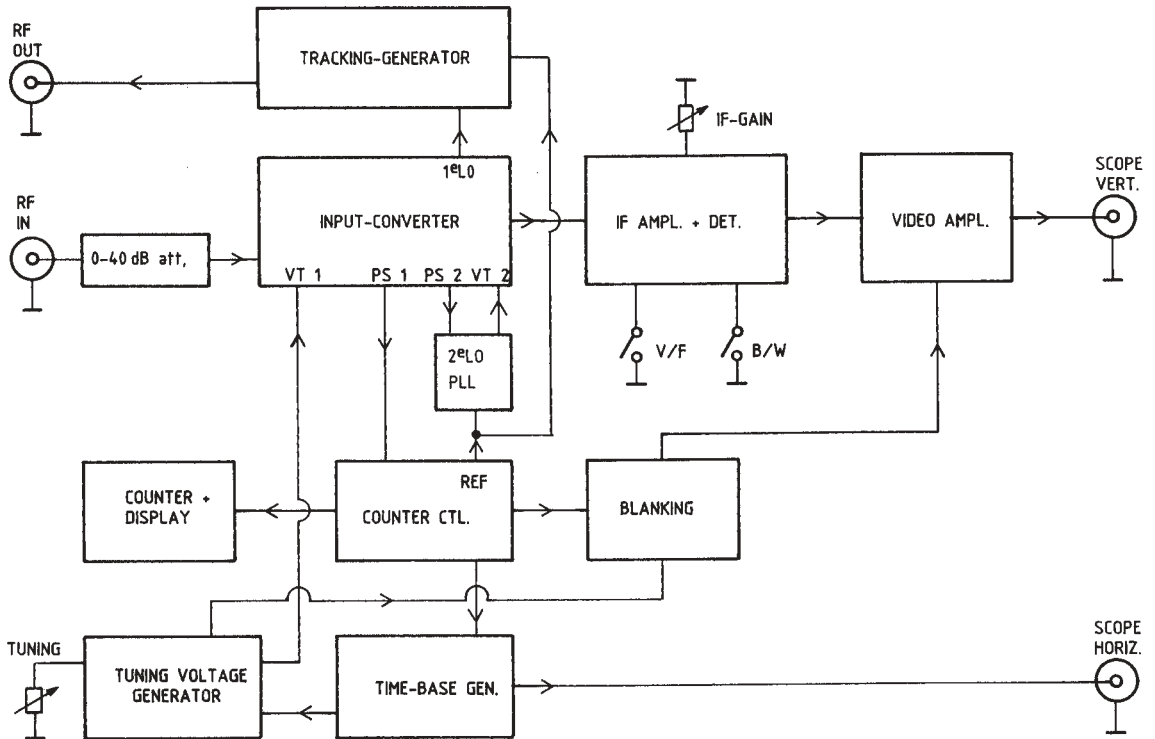 RF
OUT
TRACKING-GENERATOR
IF-GAIN
1eLO
SCOPE
VERT.
RF
IN
INPUT-CONVERTER
IF AMPL. + DET.
VIDEO AMPL.
0-40 dB att,
VT 1
PS 1
PS 2
VT 2
2eLO
PLL
V/F
B/W
REF
COUNTER +
DISPLAY
COUNTER CTL.
BLANKING
TUNING
TUNING VOLTAGE
GENERATOR
TIME-BASE GEN.
SCOPE
HORIZ.